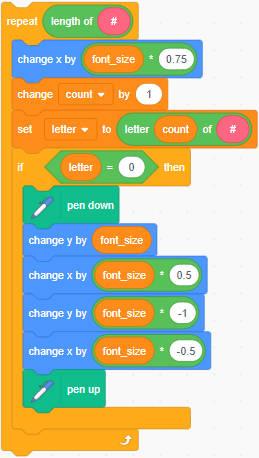 repeat length of #
change x by font_size * 0.75
change count by 1
set letter to letter count of #
if letter = 0 then
pen down
change y by font_size
change x by font_size * 0.5
change y by font_size * -1
change x by font_size * -0.5
pen up